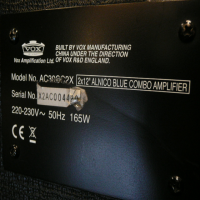 VOX
Vox Amplification Ltd.
BUILT BY VOX MANUFACTURING
CHINA UNDER THE DIRECTION
OF VOX R&D ENGLAND.
Model No. AC30CC2X 2x12" ALNICO BLUE COMBO AMPLIFIER
Serial No.
220-230V~ 50Hz 165W
CE